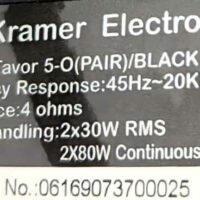 Kramer Electro
Tavor 5-O(PAIR)/BLACK
cy Response:45Hz~20K
ce:4 ohms
andling:2x30W RMS
2X80W Continuous
No.:06169073700025